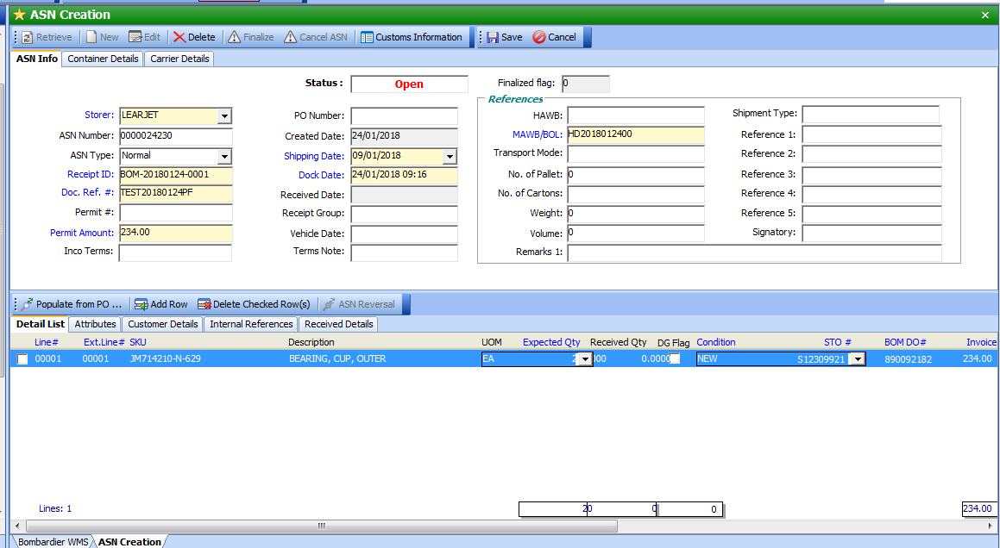 ASN Creation
Retrieve New Edit Delete Finalize Cancel ASN Customs Information Save Cancel
ASN Info Container Details Carrier Details
Status : Open Finalized flag: 0
References
Storer: LEARJET PO Number: HAWB: Shipment Type:
ASN Number: 0000024230 Created Date: 24/01/2018 MAWB/BOL: HD2018012400 Reference 1:
ASN Type: Normal Shipping Date: 09/01/2018 Transport Mode: Reference 2:
Receipt ID: BOM-20180124-0001 Dock Date: 24/01/2018 09:16 No. of Pallet: 0 Reference 3:
Doc. Ref. #: TEST20180124PF Received Date: No. of Cartons: Reference 4:
Permit #: Receipt Group: Weight: 0 Reference 5:
Permit Amount: 234.00 Vehicle Date: Volume: 0 Signatory:
Inco Terms: Terms Note: Remarks 1:
Populate from PO ... Add Row Delete Checked Row(s) ASN Reversal
Detail List Attributes Customer Details Internal References Received Details
Line# Ext.Line# SKU Description UOM Expected Qty Received Qty DG Flag Condition STO # BOM DO# Invoice
00001 00001 JM714210-N-629 BEARING, CUP, OUTER EA 0.0000 NEW S12309921 890092182 234.00
Lines: 1 20 0 0 234.00
Bombardier WMS ASN Creation